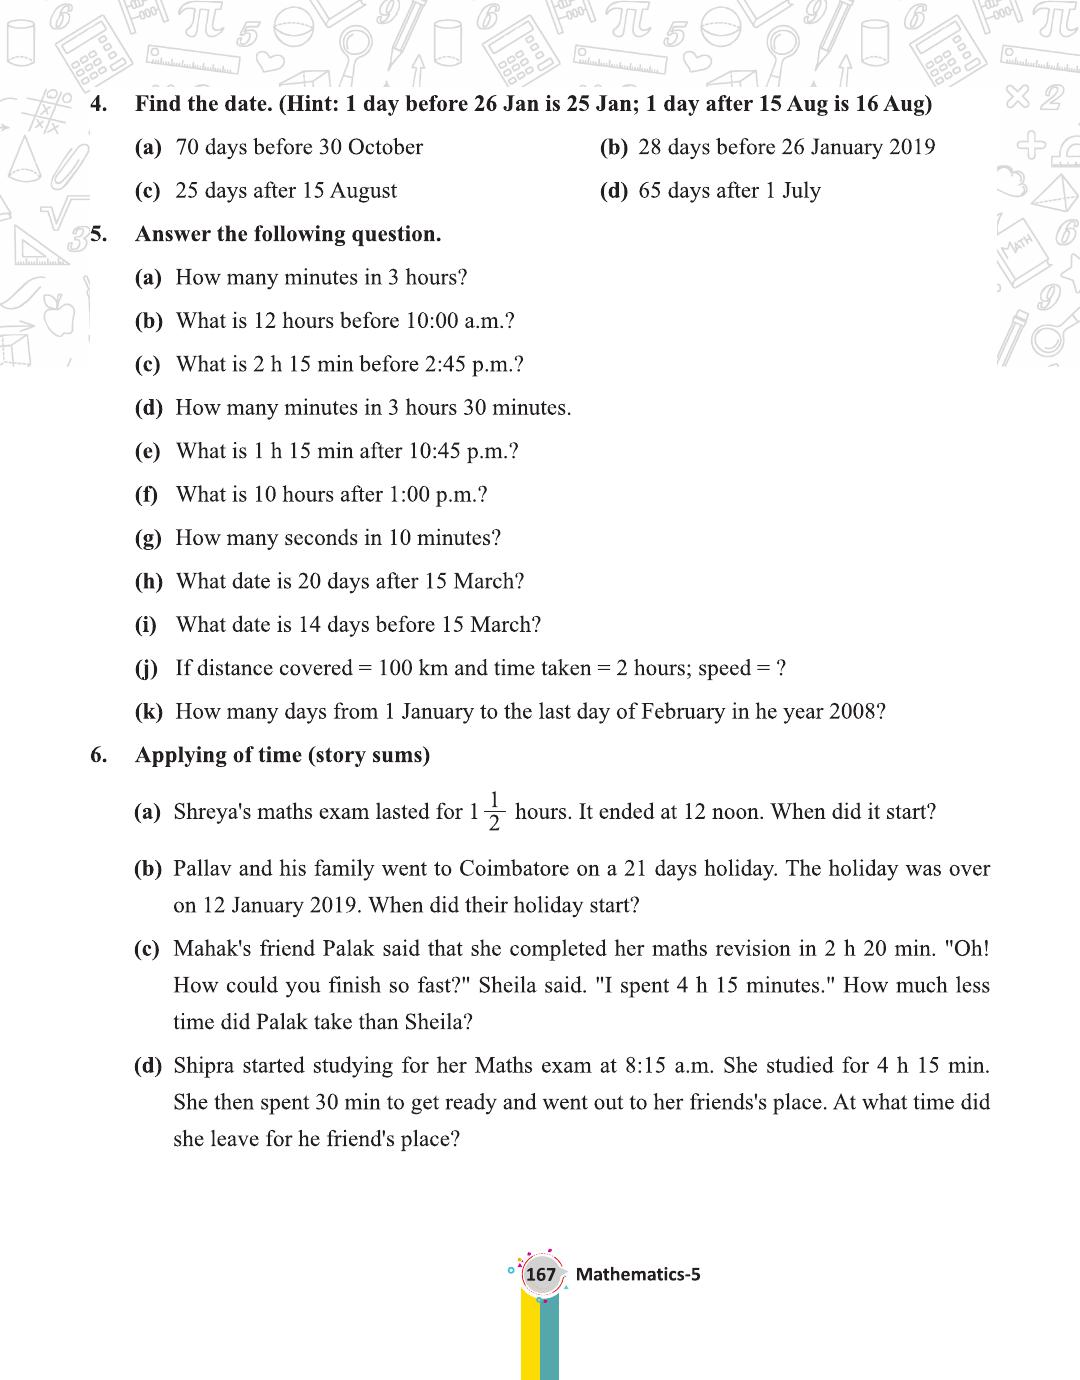 4. Find the date. (Hint: 1 day before 26 Jan is 25 Jan; 1 day after 15 Aug is 16 Aug)
(a) 70 days before 30 October (b) 28 days before 26 January 2019
(c) 25 days after 15 August (d) 65 days after 1 July
5. Answer the following question.
(a) How many minutes in 3 hours?
(b) What is 12 hours before 10:00 a.m.?
(c) What is 2 h 15 min before 2:45 p.m.?
(d) How many minutes in 3 hours 30 minutes.
(e) What is 1 h 15 min after 10:45 p.m.?
(f) What is 10 hours after 1:00 p.m.?
(g) How many seconds in 10 minutes?
(h) What date is 20 days after 15 March?
(i) What date is 14 days before 15 March?
(j) If distance covered = 100 km and time taken = 2 hours; speed = ?
(k) How many days from 1 January to the last day of February in he year 2008?
6. Applying of time (story sums)
(a) Shreya's maths exam lasted for 1 1/2 hours. It ended at 12 noon. When did it start?
(b) Pallav and his family went to Coimbatore on a 21 days holiday. The holiday was over
on 12 January 2019. When did their holiday start?
(c) Mahak's friend Palak said that she completed her maths revision in 2 h 20 min. "Oh!
How could you finish so fast?" Sheila said. "I spent 4 h 15 minutes." How much less
time did Palak take than Sheila?
(d) Shipra started studying for her Maths exam at 8:15 a.m. She studied for 4 h 15 min.
She then spent 30 min to get ready and went out to her friends's place. At what time did
she leave for he friend's place?
MATH
167 Mathematics-5